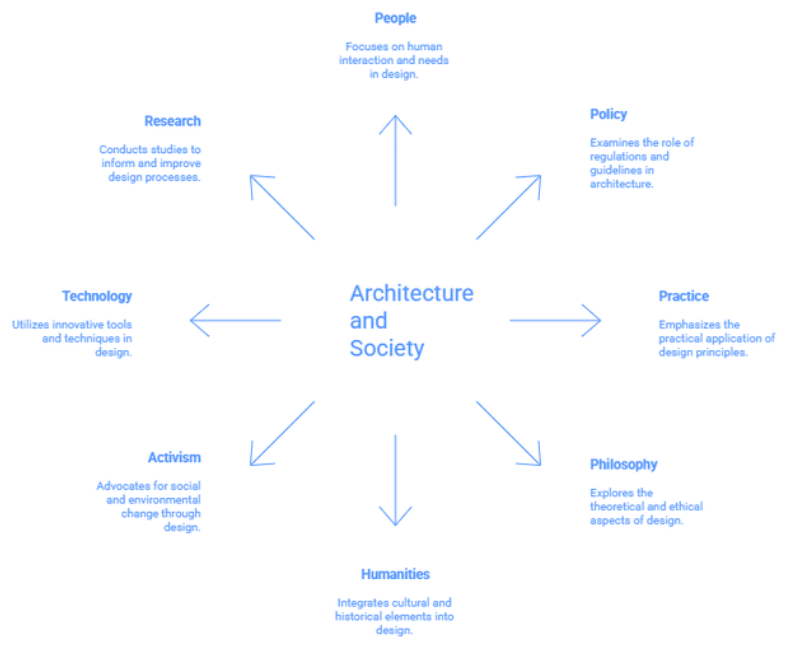 People
Focuses on human
interaction and needs
in design.
Policy
Examines the role of
regulations and
guidelines in
architecture.
Research
Conducts studies to
inform and improve
design processes.
Architecture
and
Society
Technology
Utilizes innovative tools
and techniques in
design.
Practice
Emphasizes the
practical application of
design principles.
Activism
Advocates for social
and environmental
change through
design.
Philosophy
Explores the
theoretical and ethical
aspects of design.
Humanities
Integrates cultural and
historical elements into
design.